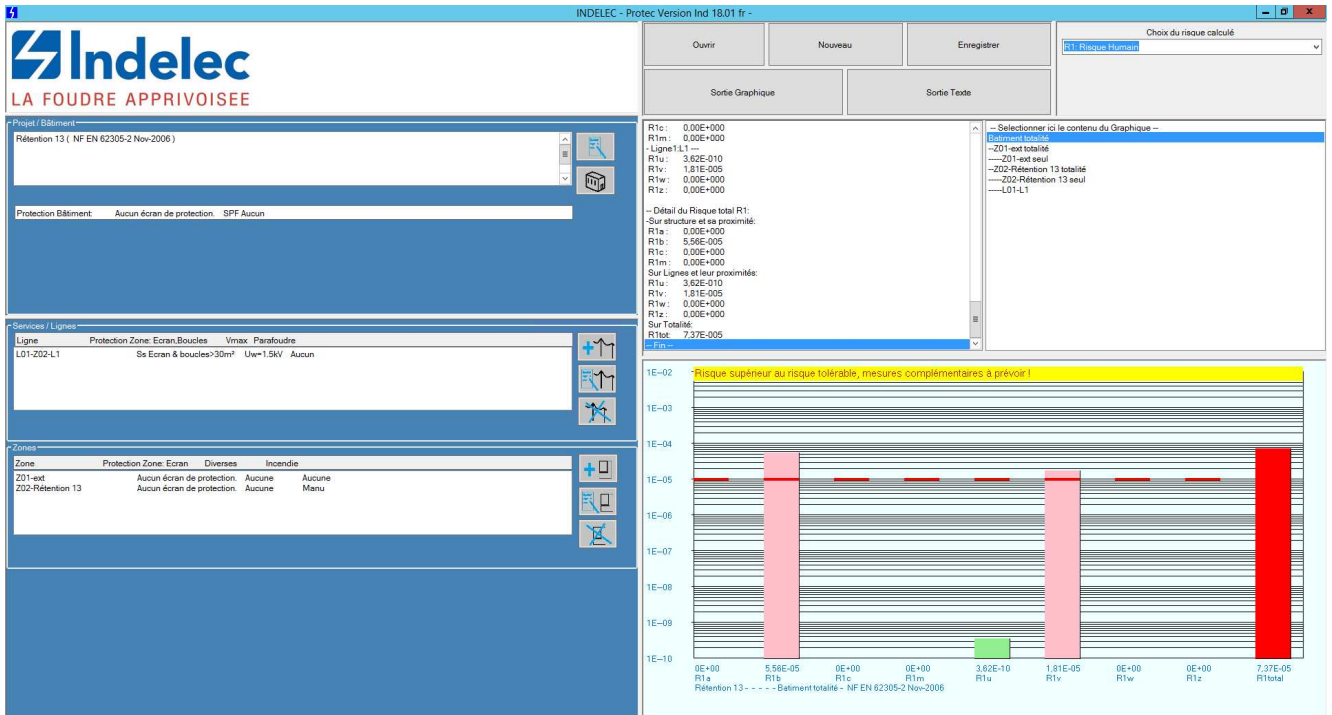 INDELEC - Protec Version Ind 18.01 fr -
Indelec
LA FOUDRE APPRIVOISEE
Ouvrir
Nouveau
Enregistrer
Sortie Graphique
Sortie Texte
Choix du risque calculé
R1: Risque Humain
Projet / Bâtiment
Rétention 13 ( NF EN 62305-2 Nov-2006 )
Protection Bâtiment: Aucun écran de protection. SPF Aucun
Services / Lignes
Ligne Protection Zone: Ecran,Boucles Vmax Parafoudre
L01-Z02-L1 Ss Ecran & boucles>30m² Uw=1.5kV Aucun
Zones
Zone Protection Zone: Ecran Diverses Incendie
Z01-ext Aucun écran de protection. Aucune Aucune
Z02-Rétention 13 Aucun écran de protection. Aucune Manu
R1c : 0,00E+000
R1m : 0,00E+000
- Ligne1:L1 ---
R1u : 3,62E-010
R1v : 1,81E-005
R1w : 0,00E+000
R1z : 0,00E+000
-- Détail du Risque total R1:
-Sur structure et sa proximité:
R1a : 0,00E+000
R1b : 5,56E-005
R1c : 0,00E+000
R1m : 0,00E+000
Sur Lignes et leur proximités:
R1u : 3,62E-010
R1v : 1,81E-005
R1w : 0,00E+000
R1z : 0,00E+000
Sur Totalité:
R1tot: 7,37E-005
-- Fin --
-- Selectionner ici le contenu du Graphique --
Batiment totalité
--Z01-ext totalité
-----Z01-ext seul
--Z02-Rétention 13 totalité
-----Z02-Rétention 13 seul
-----L01-L1
Risque supérieur au risque tolérable, mesures complémentaires à prévoir !
1E-02
1E-03
1E-04
1E-05
1E-06
1E-07
1E-08
1E-09
1E-10
0E+00 5,56E-05 0E+00 0E+00 3,62E-10 1,81E-05 0E+00 0E+00 7,37E-05
R1a R1b R1c R1m R1u R1v R1w R1z R1total
Rétention 13 - - - - - Batiment totalité - NF EN 62305-2 Nov-2006